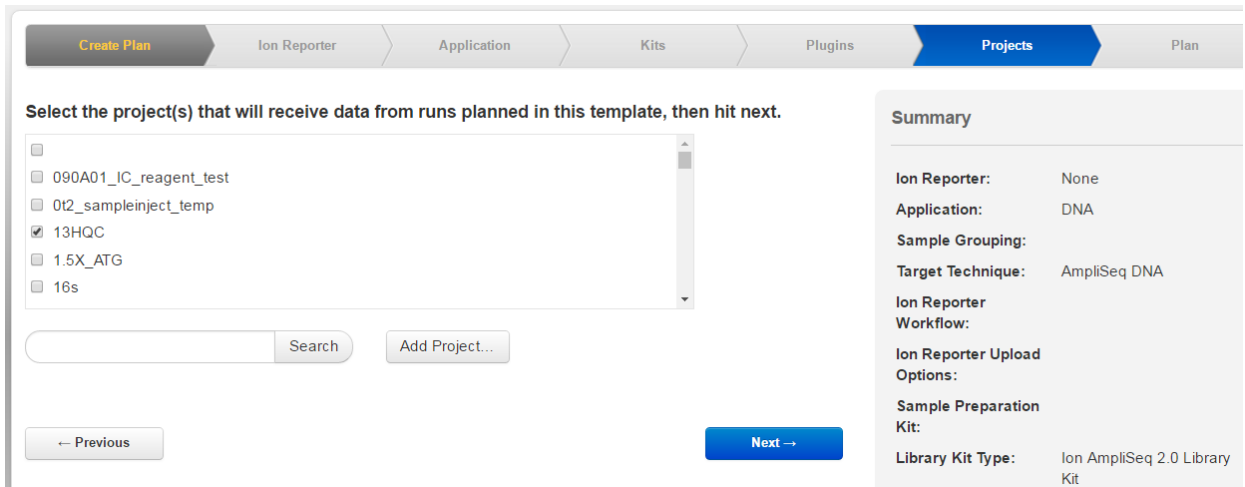 Create Plan
Ion Reporter
Application
Kits
Plugins
Projects
Plan
Select the project(s) that will receive data from runs planned in this template, then hit next.
090A01_IC_reagent_test
0t2_sampleinject_temp
13HQC
1.5X_ATG
16s
Search
Add Project...
← Previous
Next →
Summary
Ion Reporter: None
Application: DNA
Sample Grouping:
Target Technique: AmpliSeq DNA
Ion Reporter
Workflow:
Ion Reporter Upload
Options:
Sample Preparation
Kit:
Library Kit Type: Ion AmpliSeq 2.0 Library
Kit